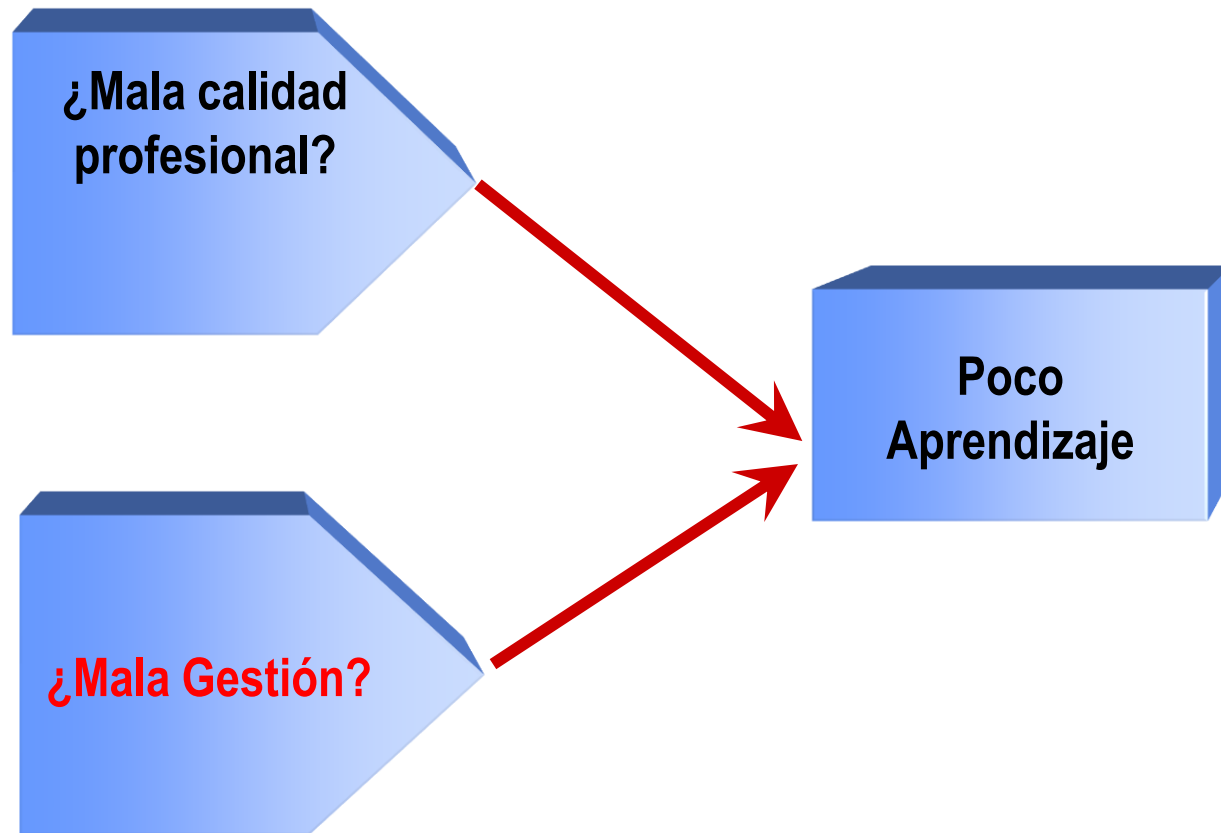 ¿Mala calidad
profesional?
Poco
Aprendizaje
¿Mala Gestión?